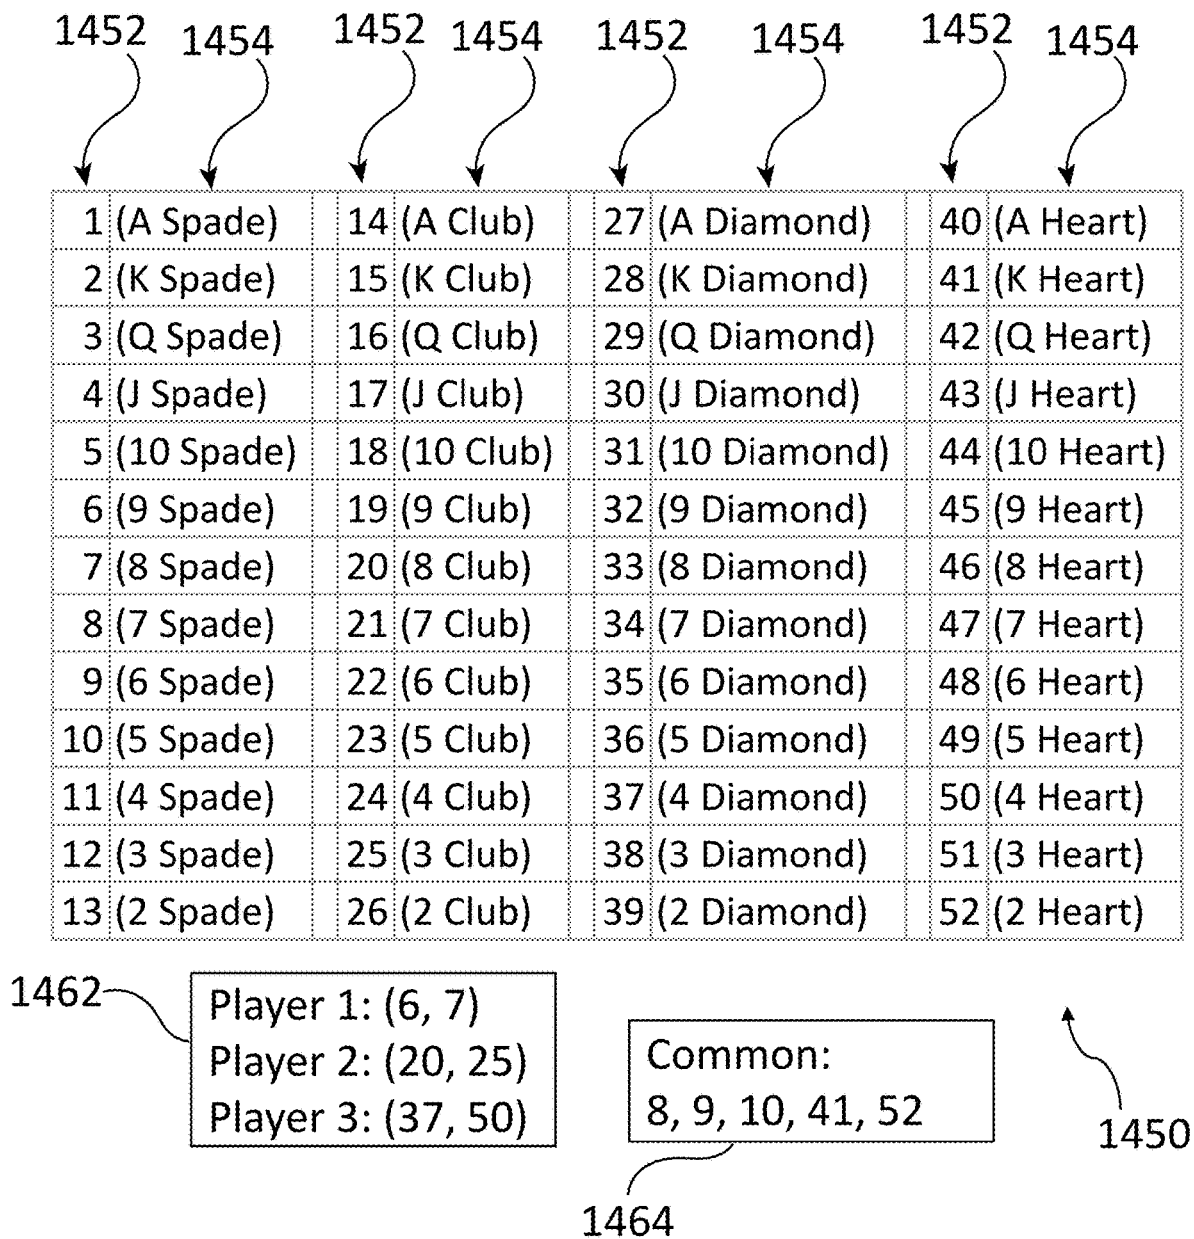 1452 1454 1452 1454 1452 1454 1452 1454
1 (A Spade) 14 (A Club) 27 (A Diamond) 40 (A Heart)
2 (K Spade) 15 (K Club) 28 (K Diamond) 41 (K Heart)
3 (Q Spade) 16 (Q Club) 29 (Q Diamond) 42 (Q Heart)
4 (J Spade) 17 (J Club) 30 (J Diamond) 43 (J Heart)
5 (10 Spade) 18 (10 Club) 31 (10 Diamond) 44 (10 Heart)
6 (9 Spade) 19 (9 Club) 32 (9 Diamond) 45 (9 Heart)
7 (8 Spade) 20 (8 Club) 33 (8 Diamond) 46 (8 Heart)
8 (7 Spade) 21 (7 Club) 34 (7 Diamond) 47 (7 Heart)
9 (6 Spade) 22 (6 Club) 35 (6 Diamond) 48 (6 Heart)
10 (5 Spade) 23 (5 Club) 36 (5 Diamond) 49 (5 Heart)
11 (4 Spade) 24 (4 Club) 37 (4 Diamond) 50 (4 Heart)
12 (3 Spade) 25 (3 Club) 38 (3 Diamond) 51 (3 Heart)
13 (2 Spade) 26 (2 Club) 39 (2 Diamond) 52 (2 Heart)
1462
Player 1: (6, 7)
Player 2: (20, 25)
Player 3: (37, 50)
Common:
8, 9, 10, 41, 52
1450
1464